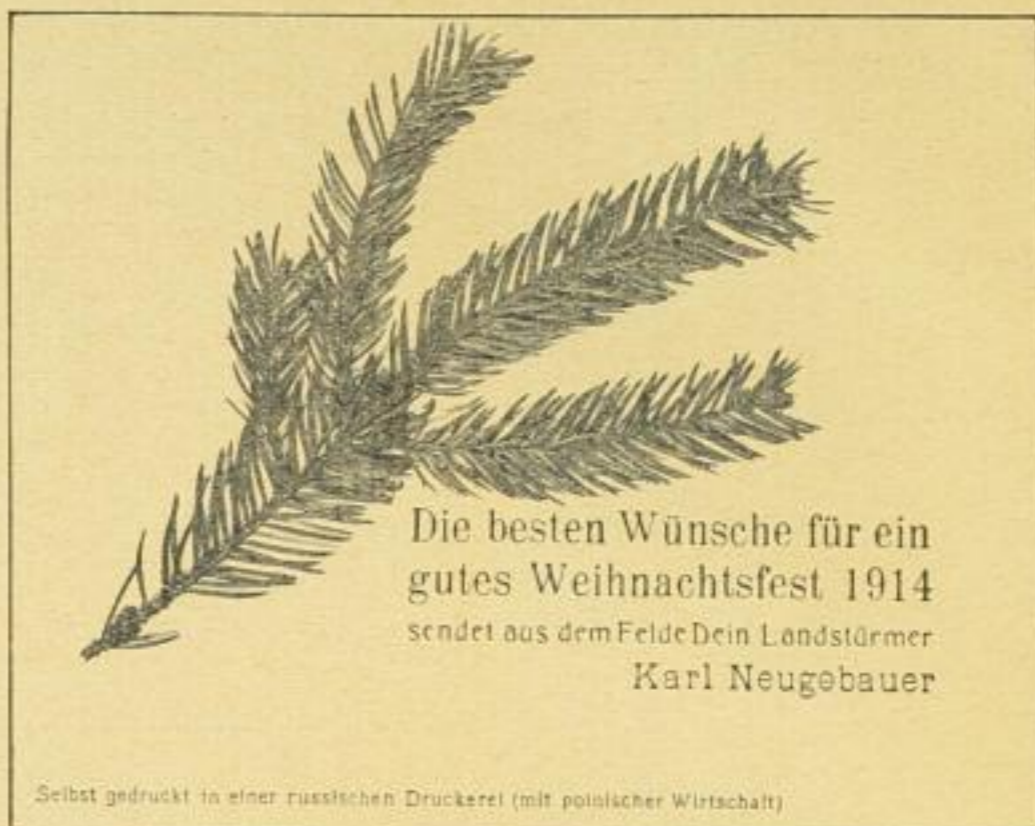 Die besten Wünsche für ein
gutes Weihnachtsfest 1914
sendet aus dem Felde Dein Landstürmer
Karl Neugebauer
Selbst gedruckt in einer russischen Druckerei (mit polnischer Wirtschaft)